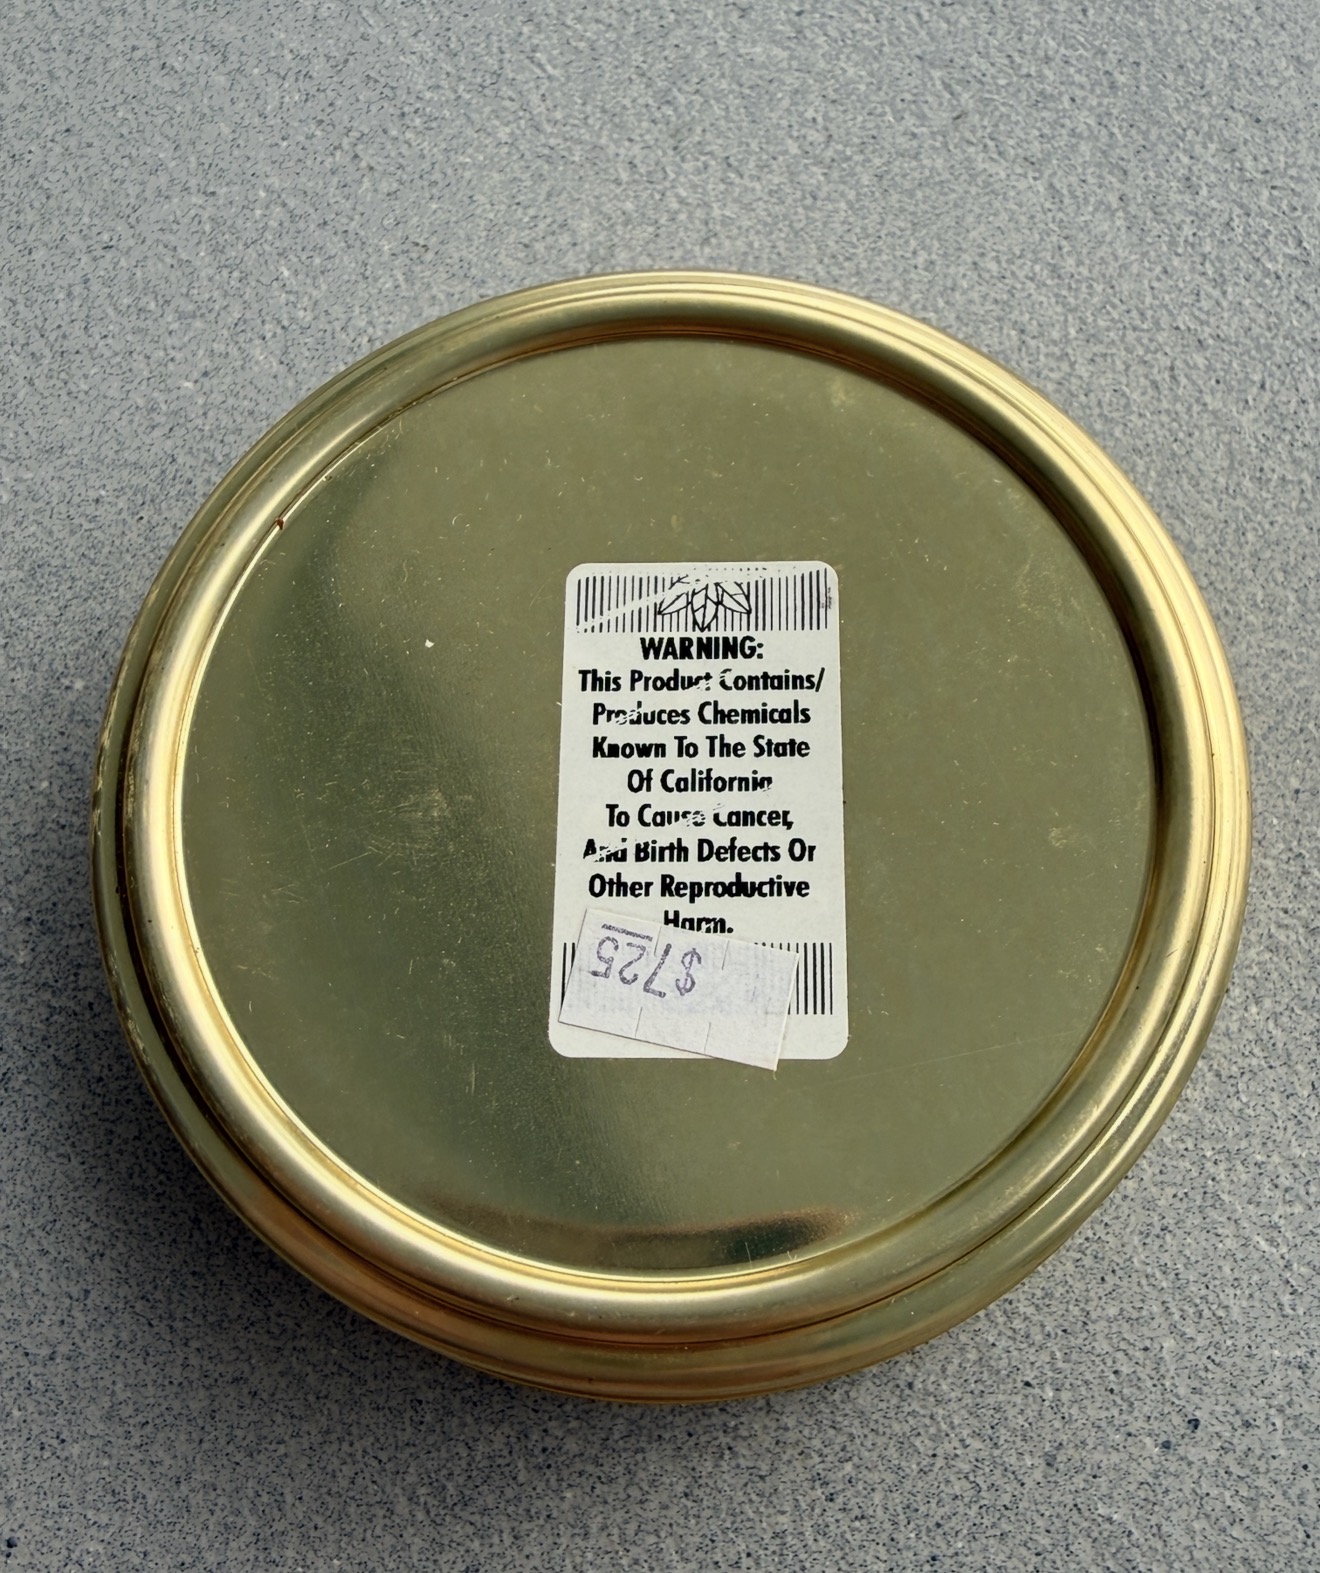 WARNING:
This Product Contains/
Produces Chemicals
Known To The State
Of California
To Cause Cancer,
And Birth Defects Or
Other Reproductive
Harm.
$725